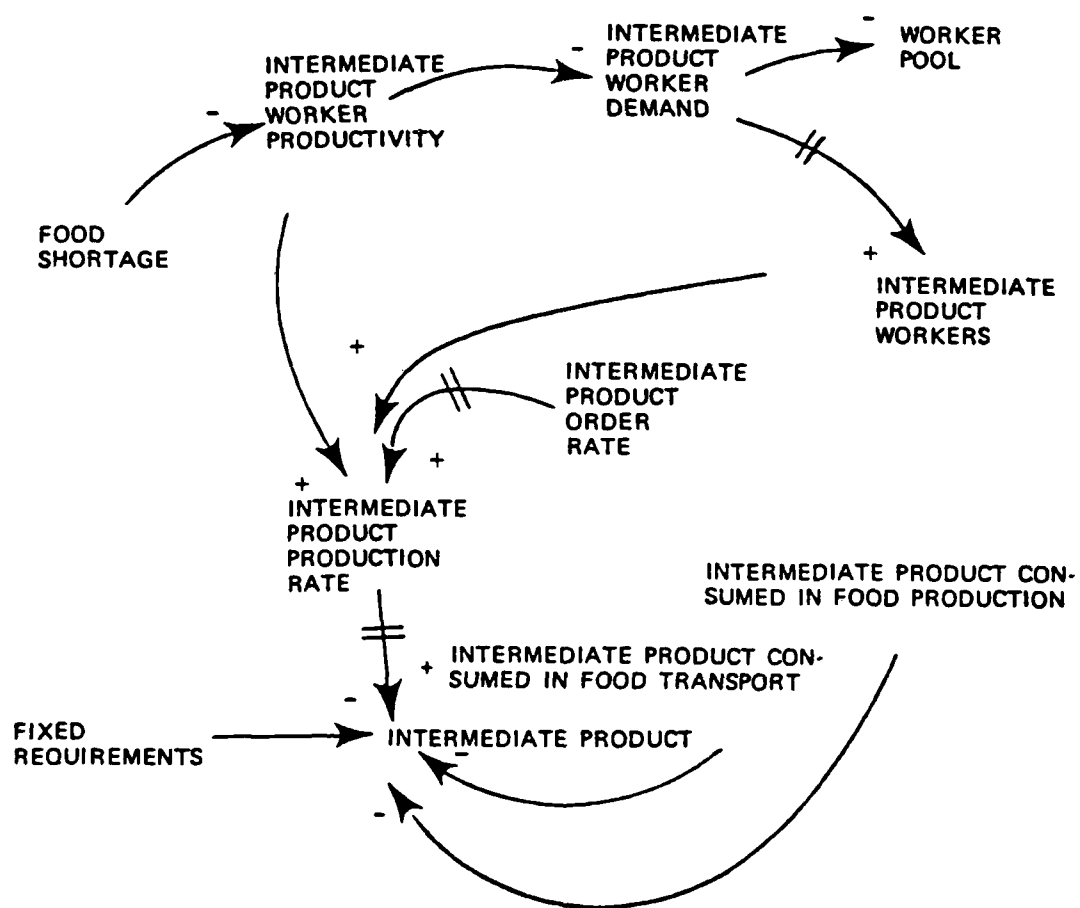 INTERMEDIATE
PRODUCT
WORKER
PRODUCTIVITY
INTERMEDIATE
PRODUCT
WORKER
DEMAND
WORKER
POOL
FOOD
SHORTAGE
INTERMEDIATE
PRODUCT
WORKERS
INTERMEDIATE
PRODUCT
ORDER
RATE
INTERMEDIATE
PRODUCT
PRODUCTION
RATE
INTERMEDIATE PRODUCT CON-
SUMED IN FOOD PRODUCTION
INTERMEDIATE PRODUCT CON-
SUMED IN FOOD TRANSPORT
FIXED
REQUIREMENTS
INTERMEDIATE PRODUCT